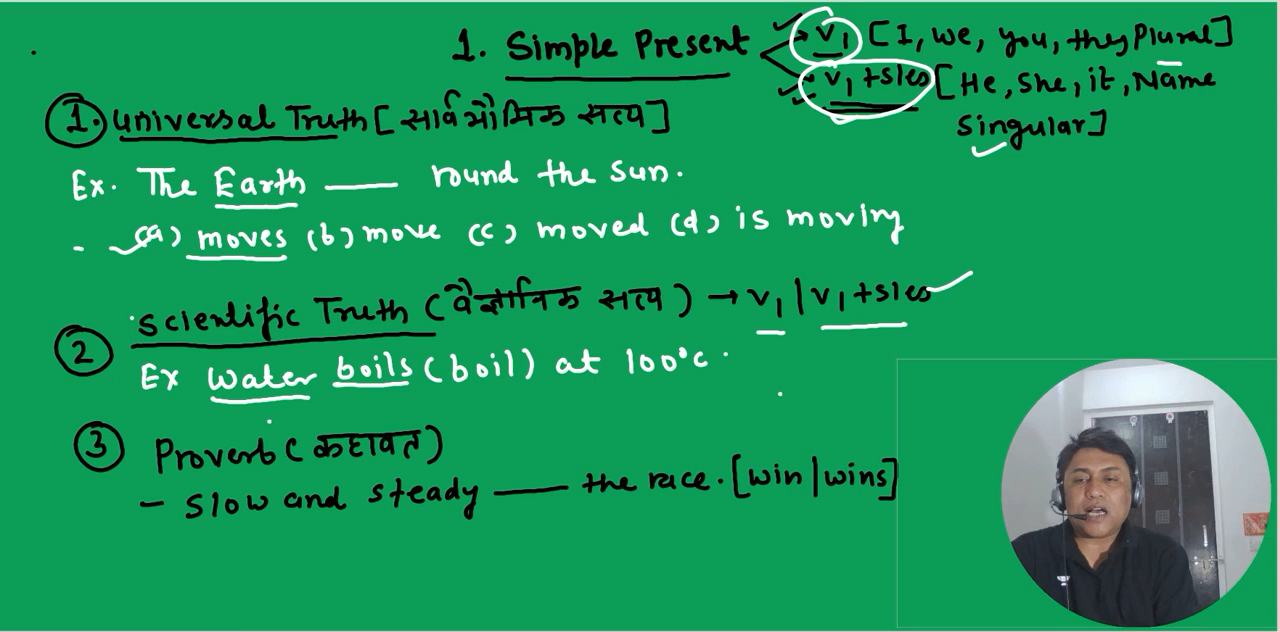 1. Simple Present
v1 [I, we, you, they Plural]
v1+s/es [He, She, it, Name
Singular]
1. universal Truth [सार्वभौमिक सत्य]
Ex. The Earth ___ round the sun.
- (a) moves (b) move (c) moved (d) is moving
2 Scientific Truth (वैज्ञानिक सत्य) → v1 | v1+s/es
Ex Water boils (boil) at 100°c.
3 Proverb (कहावत)
- Slow and steady ___ the race. [win/wins]